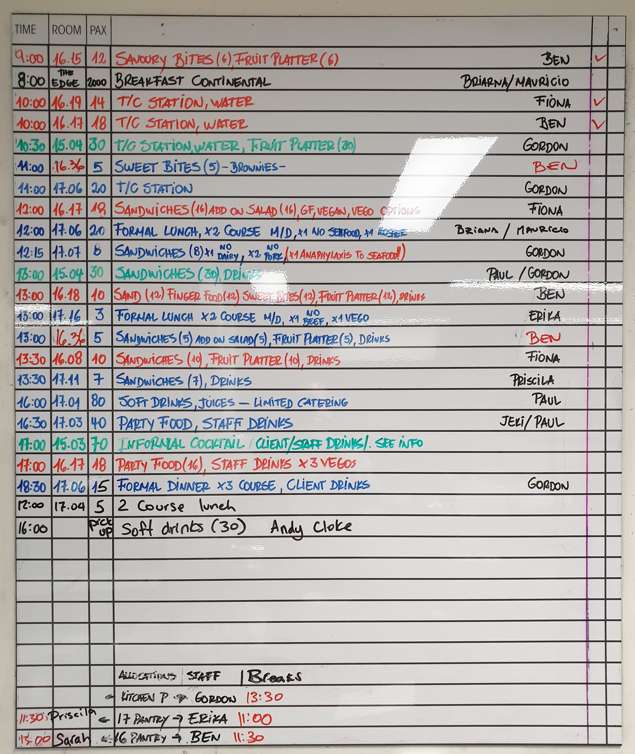 TIME ROOM PAX
9:00 16.15 12 SAVOURY BITES (6), FRUIT PLATTER (6) BEN ✓
8:00 THE EDGE 2000 BREAKFAST CONTINENTAL BRIARNA/MAURICIO
10:00 16.19 14 T/C STATION, WATER FIONA ✓
10:00 16.17 18 T/C STATION, WATER BEN ✓
10:30 15.04 30 T/C STATION, WATER, FRUIT PLATTER (30) GORDON
11:00 16.36 5 SWEET BITES (5) - BROWNIES - BEN
11:00 17.06 20 T/C STATION GORDON
12:00 16.17 18 SANDWICHES (16) ADD ON SALAD (16), GF, VEGAN, VEGO OPTIONS FIONA
12:00 17.06 20 FORMAL LUNCH, x2 COURSE M/D, x1 NO SEAFOOD, x1 KOSHER BRIANA / MAURICIO
12:15 17.07 8 SANDWICHES (8) x1 NO DAIRY, x2 NO PORK (x1 ANAPHYLAXIS TO SEAFOOD!) GORDON
13:00 15.04 30 SANDWICHES (30), DRINKS PAUL / GORDON
13:00 16.18 10 SAND (12) FINGER FOOD (12) SWEET BITES (12), FRUIT PLATTER (12), DRINKS BEN
13:00 17.16 3 FORMAL LUNCH x2 COURSE M/D, x1 NO BEEF, x1 VEGO ERIKA
13:00 16.36 5 SANDWICHES (5) ADD ON SALAD (5), FRUIT PLATTER (5), DRINKS BEN
13:30 16.08 10 SANDWICHES (10), FRUIT PLATTER (10), DRINKS FIONA
13:30 17.11 7 SANDWICHES (7), DRINKS PRISCILA
16:00 17.01 80 SOFT DRINKS, JUICES - LIMITED CATERING PAUL
16:30 17.03 40 PARTY FOOD, STAFF DRINKS JEKI/PAUL
17:00 15.03 70 INFORMAL COCKTAIL / CLIENT/STAFF DRINKS/. SEE INFO
17:00 16.17 18 PARTY FOOD (16), STAFF DRINKS x3 VEGOS
18:30 17.06 15 FORMAL DINNER x3 COURSE, CLIENT DRINKS GORDON
12:00 17.04 5 2 Course lunch
16:00 PICK UP Soft drinks (30) Andy Cloke
ALLOCATIONS STAFF | Breaks
KITCHEN P → GORDON 13:30
11:30 Priscila ← 17 PANTRY → ERIKA 11:00
Sarah ← 16 PANTRY → BEN 11:30